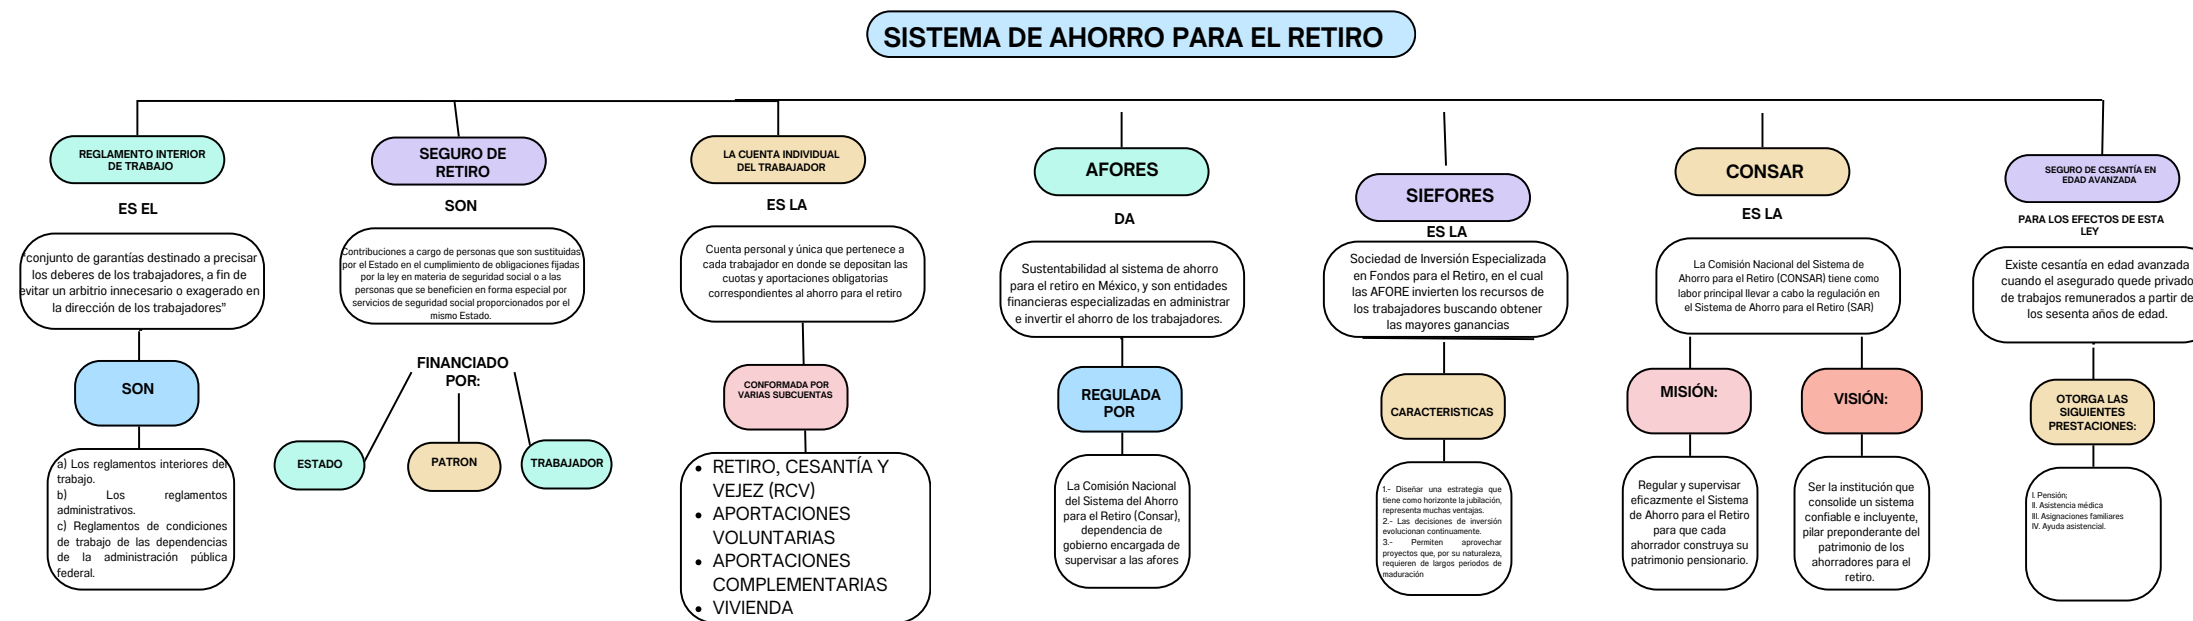 SISTEMA DE AHORRO PARA EL RETIRO
REGLAMENTO INTERIOR
DE TRABAJO
ES EL
"conjunto de garantías destinado a precisar
los deberes de los trabajadores, a fin de
evitar un arbitrio innecesario o exagerado en
la dirección de los trabajadores”
SON
a) Los reglamentos interiores del
trabajo.
b) Los reglamentos
administrativos.
c) Reglamentos de condiciones
de trabajo de las dependencias
de la administración pública
federal.
SEGURO DE
RETIRO
SON
Contribuciones a cargo de personas que son sustituidas
por el Estado en el cumplimiento de obligaciones fijadas
por la ley en materia de seguridad social o a las
personas que se beneficien en forma especial por
servicios de seguridad social proporcionados por el
mismo Estado.
FINANCIADO
POR:
ESTADO
PATRON
TRABAJADOR
LA CUENTA INDIVIDUAL
DEL TRABAJADOR
ES LA
Cuenta personal y única que pertenece a
cada trabajador en donde se depositan las
cuotas y aportaciones obligatorias
correspondientes al ahorro para el retiro
CONFORMADA POR
VARIAS SUBCUENTAS
• RETIRO, CESANTÍA Y
VEJEZ (RCV)
• APORTACIONES
VOLUNTARIAS
• APORTACIONES
COMPLEMENTARIAS
• VIVIENDA
AFORES
DA
Sustentabilidad al sistema de ahorro
para el retiro en México, y son entidades
financieras especializadas en administrar
e invertir el ahorro de los trabajadores.
REGULADA
POR
La Comisión Nacional
del Sistema del Ahorro
para el Retiro (Consar),
dependencia de
gobierno encargada de
supervisar a las afores
SIEFORES
ES LA
Sociedad de Inversión Especializada
en Fondos para el Retiro, en el cual
las AFORE invierten los recursos de
los trabajadores buscando obtener
las mayores ganancias
CARACTERISTICAS
1.- Diseñar una estrategia que
tiene como horizonte la jubilación,
representa muchas ventajas.
2.- Las decisiones de inversión
evolucionan continuamente.
3.- Permiten aprovechar
proyectos que, por su naturaleza,
requieren de largos periodos de
maduración
CONSAR
ES LA
La Comisión Nacional del Sistema de
Ahorro para el Retiro (CONSAR) tiene como
labor principal llevar a cabo la regulación en
el Sistema de Ahorro para el Retiro (SAR)
MISIÓN:
Regular y supervisar
eficazmente el Sistema
de Ahorro para el Retiro
para que cada
ahorrador construya su
patrimonio pensionario.
VISIÓN:
Ser la institución que
consolide un sistema
confiable e incluyente,
pilar preponderante del
patrimonio de los
ahorradores para el
retiro.
SEGURO DE CESANTÍA EN
EDAD AVANZADA
PARA LOS EFECTOS DE ESTA
LEY
Existe cesantía en edad avanzada
cuando el asegurado quede privado
de trabajos remunerados a partir de
los sesenta años de edad.
OTORGA LAS
SIGUIENTES
PRESTACIONES:
I. Pensión;
II. Asistencia médica
III. Asignaciones familiares
IV. Ayuda asistencial.